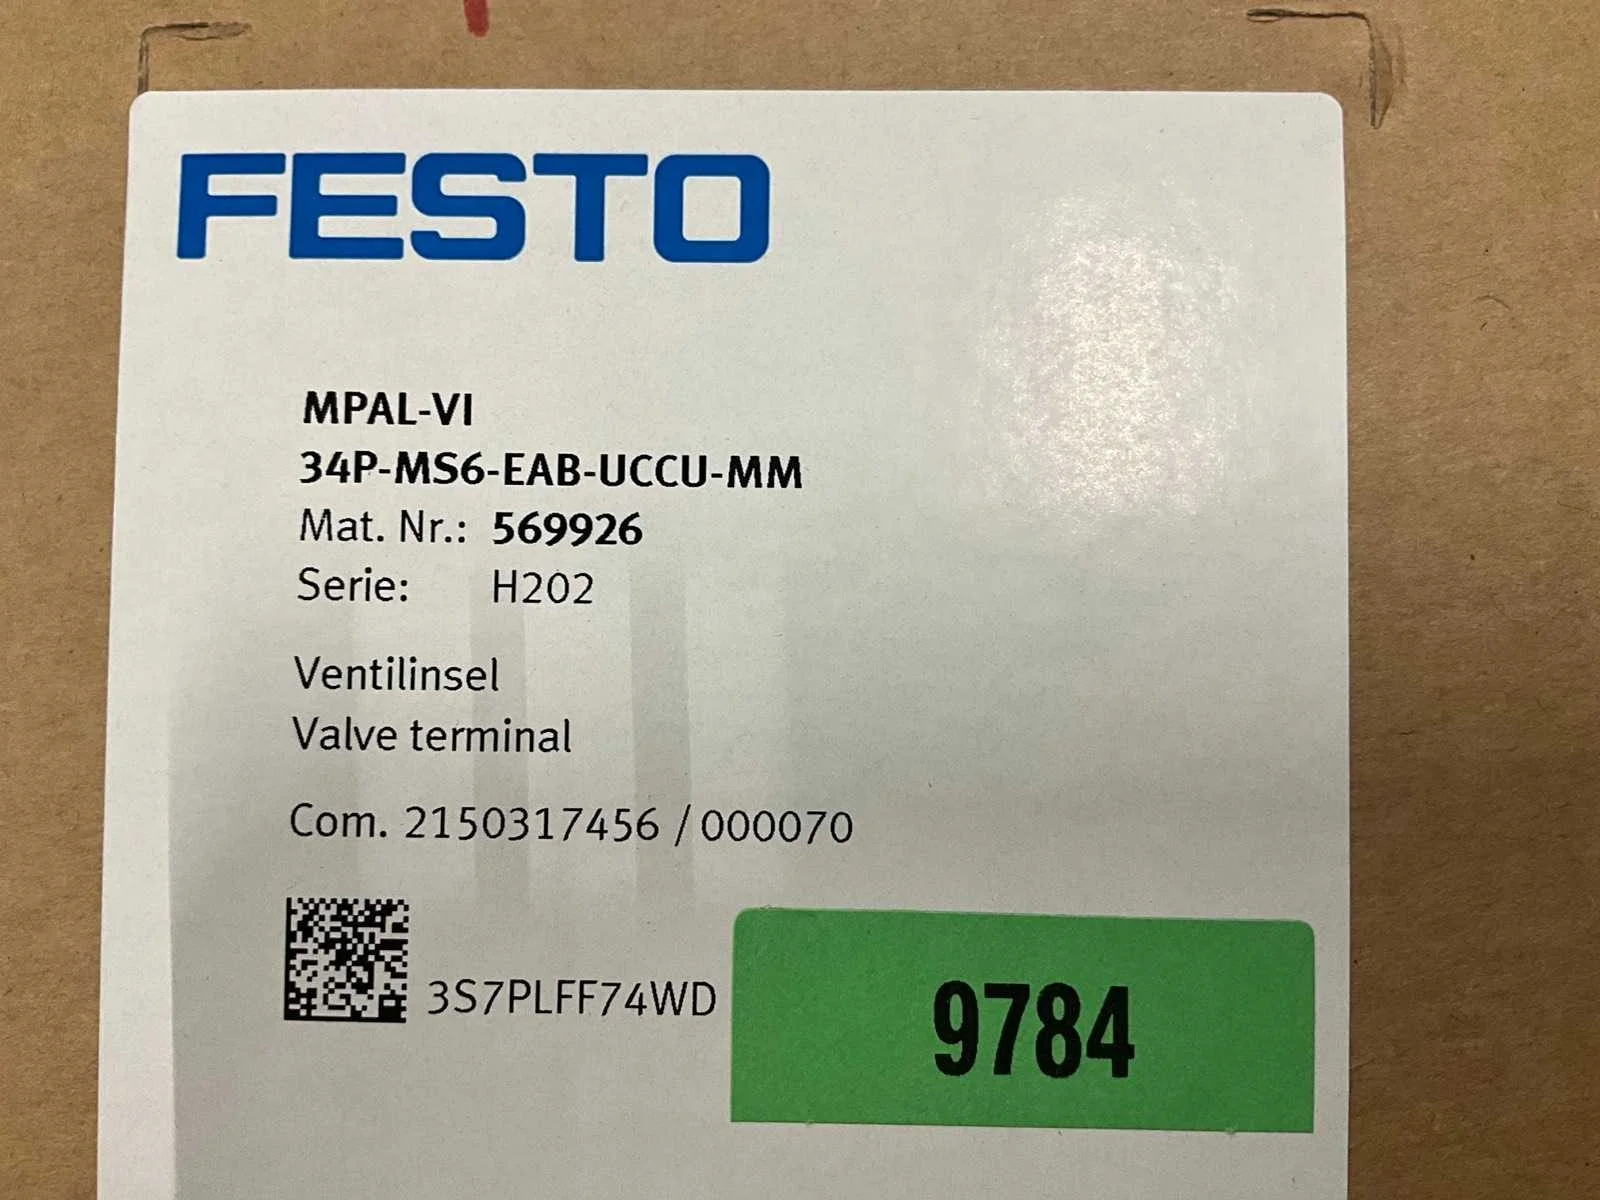 FESTO
MPAL-VI
34P-MS6-EAB-UCCU-MM
Mat. Nr.: 569926
Serie: H202
Ventilinsel
Valve terminal
Com. 2150317456 / 000070
3S7PLFF74WD
9784